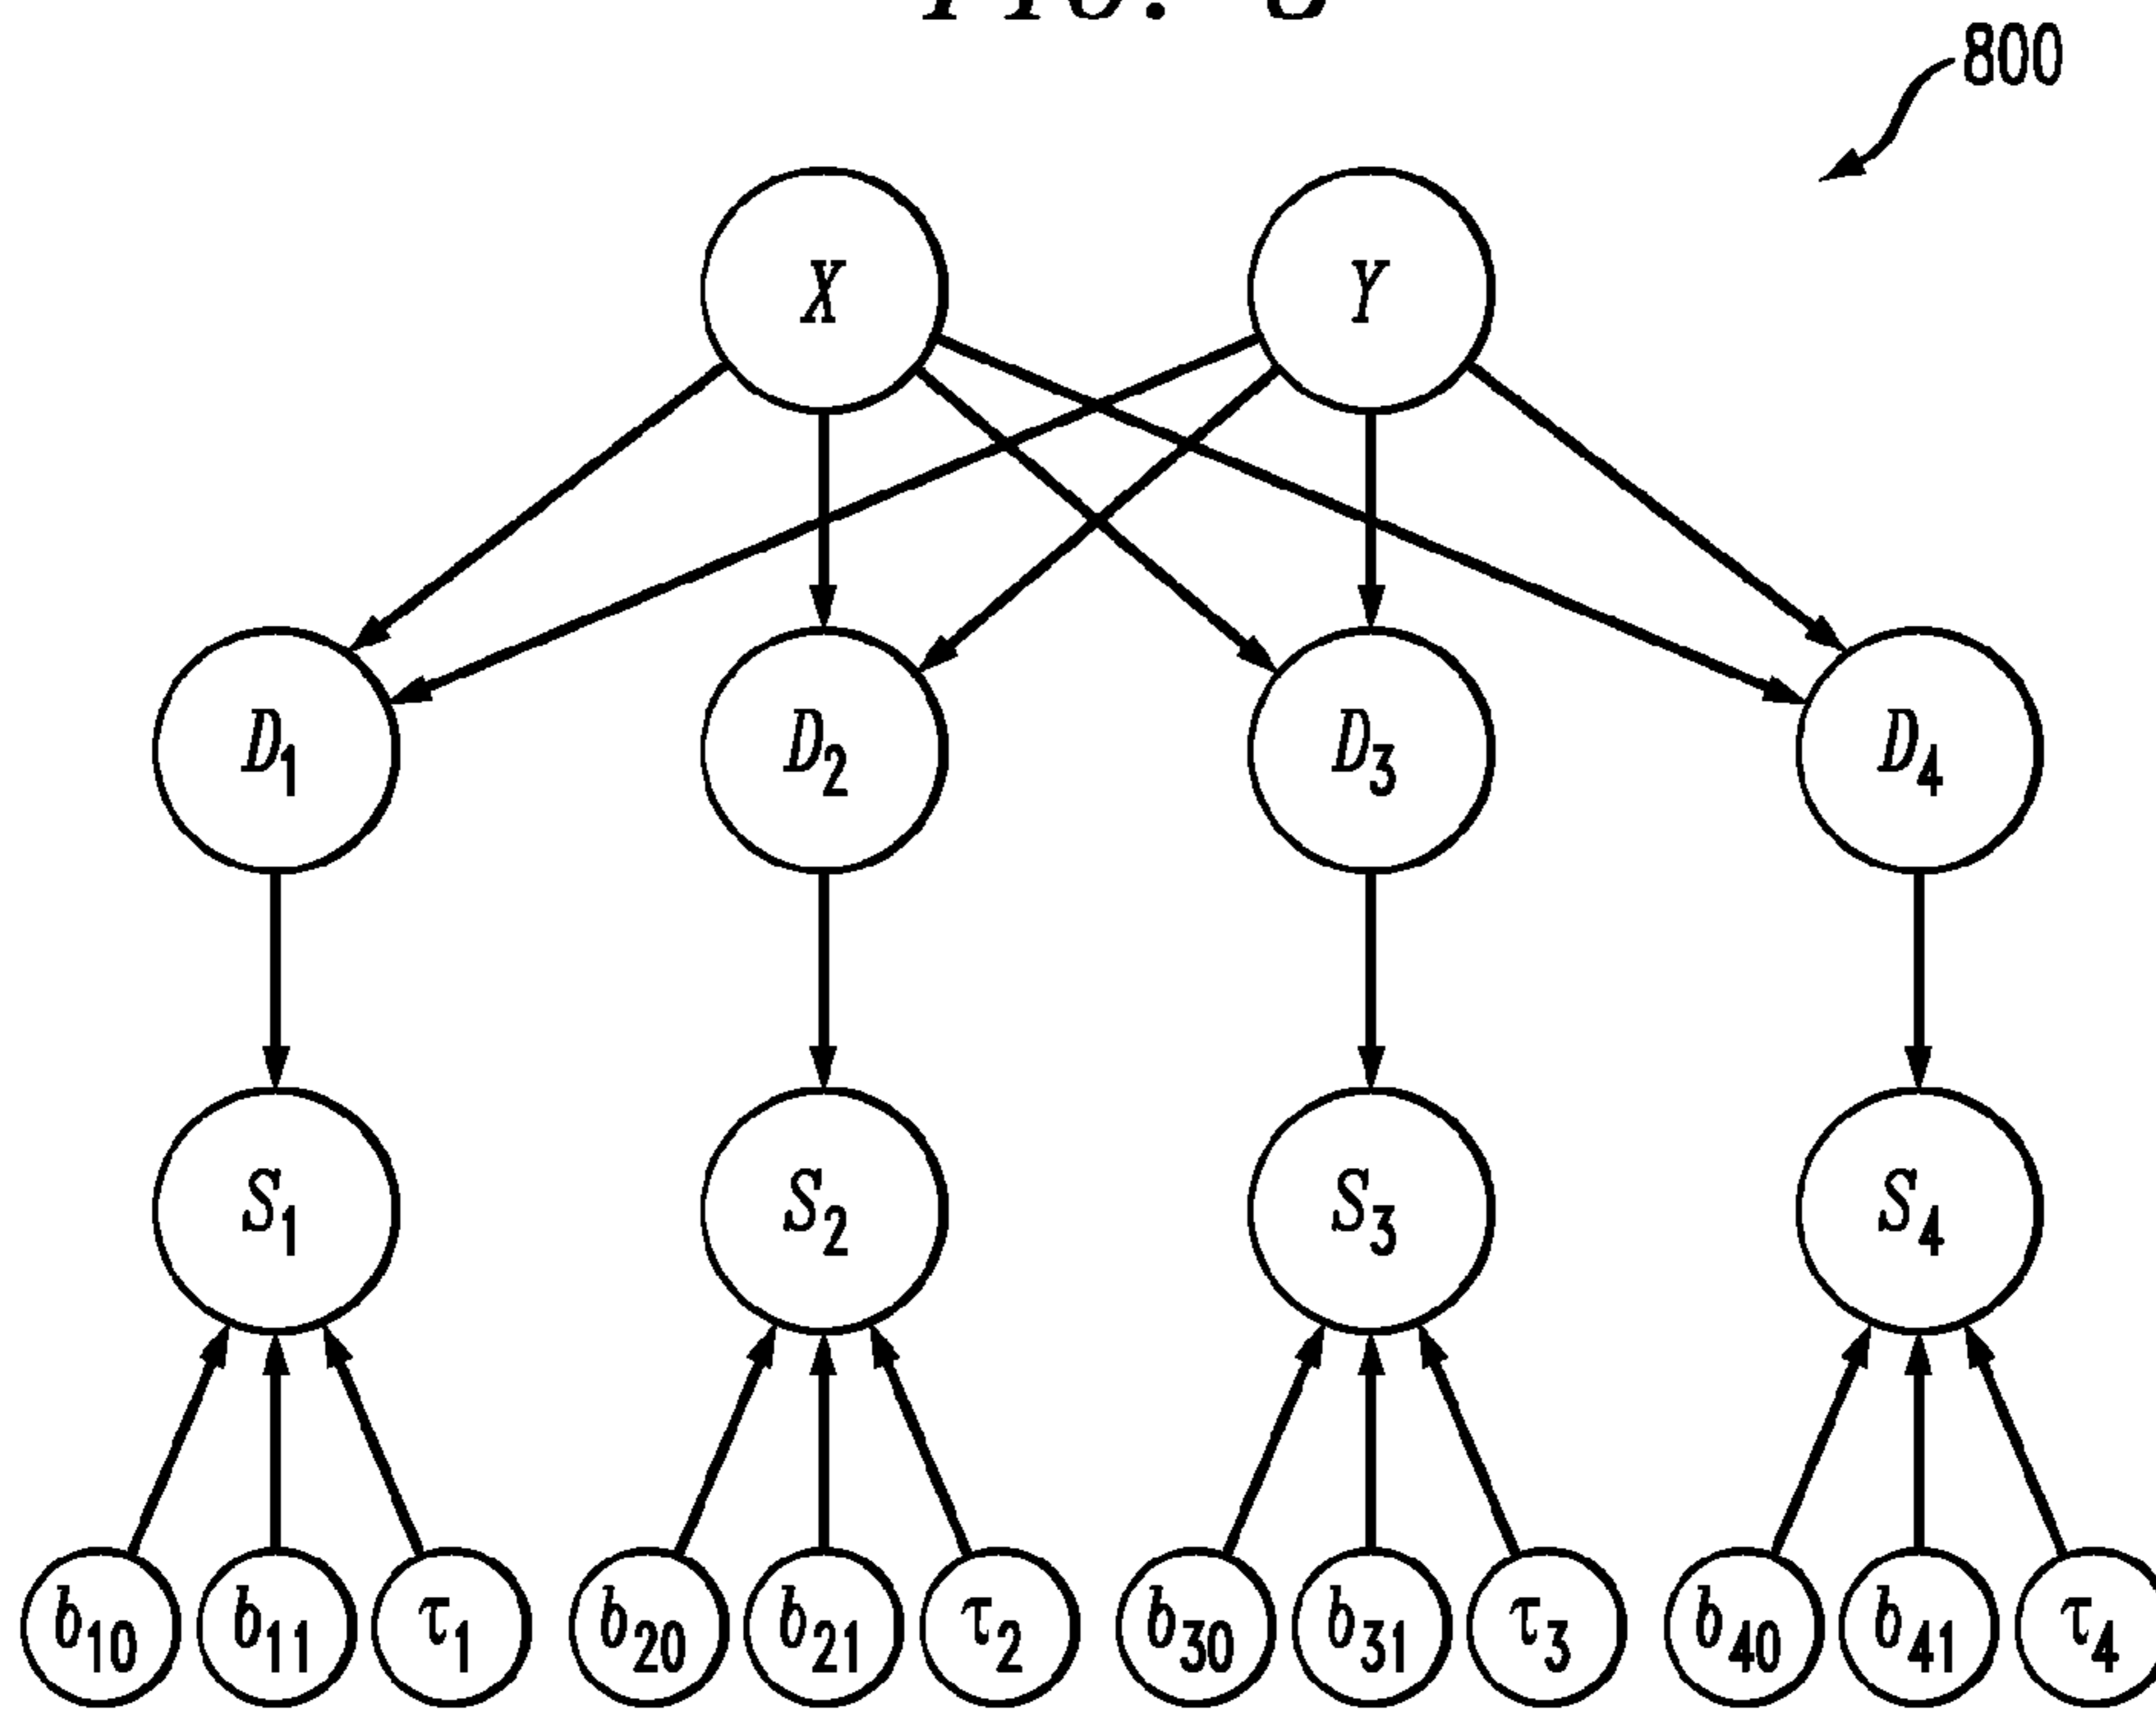 800
X Y
D1 D2 D3 D4
S1 S2 S3 S4
b10 b11 τ1 b20 b21 τ2 b30 b31 τ3 b40 b41 τ4